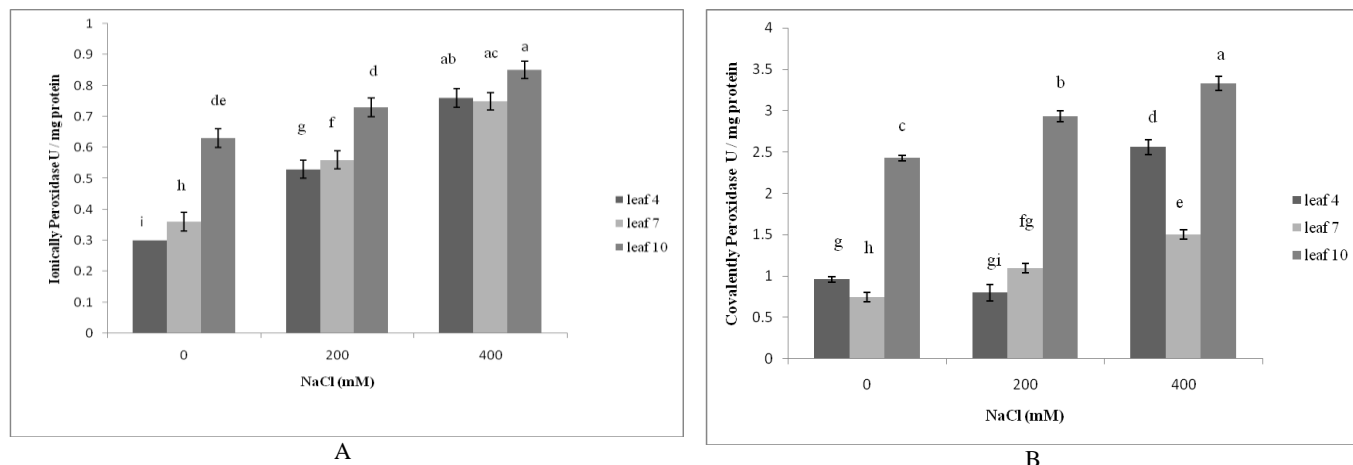 Ionically Peroxidase U / mg protein
1
0.9
0.8
0.7
0.6
0.5
0.4
0.3
0.2
0.1
0
i
h
de
g
f
d
ab
ac
a
0 200 400
NaCl (mM)
leaf 4
leaf 7
leaf 10
A
Covalently Peroxidase U / mg protein
4
3.5
3
2.5
2
1.5
1
0.5
0
g
h
c
gi
fg
b
d
e
a
0 200 400
NaCl (mM)
leaf 4
leaf 7
leaf 10
B